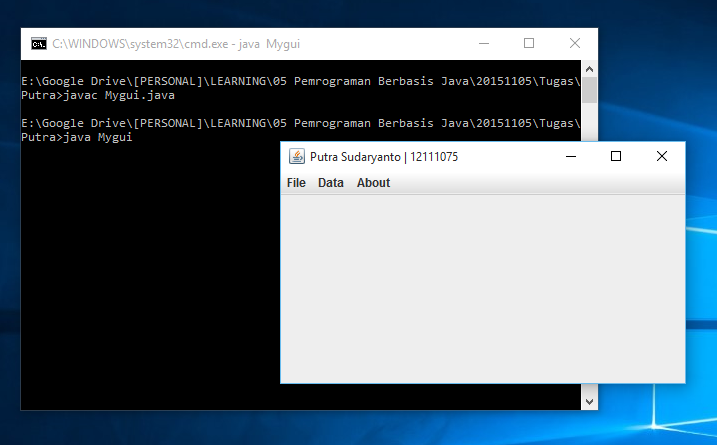 C:\WINDOWS\system32\cmd.exe - java  Mygui
E:\Google Drive\[PERSONAL]\LEARNING\05 Pemrograman Berbasis Java\20151105\Tugas\
Putra>javac Mygui.java
E:\Google Drive\[PERSONAL]\LEARNING\05 Pemrograman Berbasis Java\20151105\Tugas\
Putra>java Mygui
Putra Sudaryanto | 12111075
File Data About